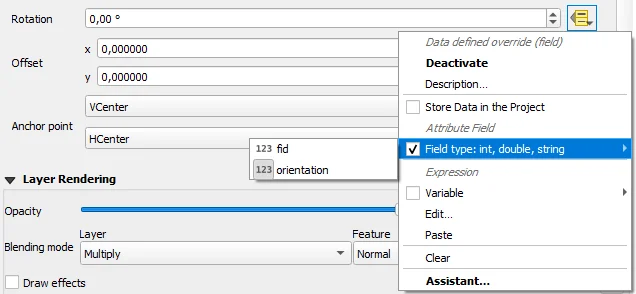 Rotation
0,00 °
Data defined override (field)
Deactivate
Description...
Store Data in the Project
Attribute Field
Field type: int, double, string
Expression
Variable
Edit...
Paste
Clear
Assistant...
Offset
x
0,000000
y
0,000000
Anchor point
VCenter
HCenter
123 fid
123 orientation
Layer Rendering
Opacity
Blending mode
Layer
Multiply
Feature
Normal
Draw effects